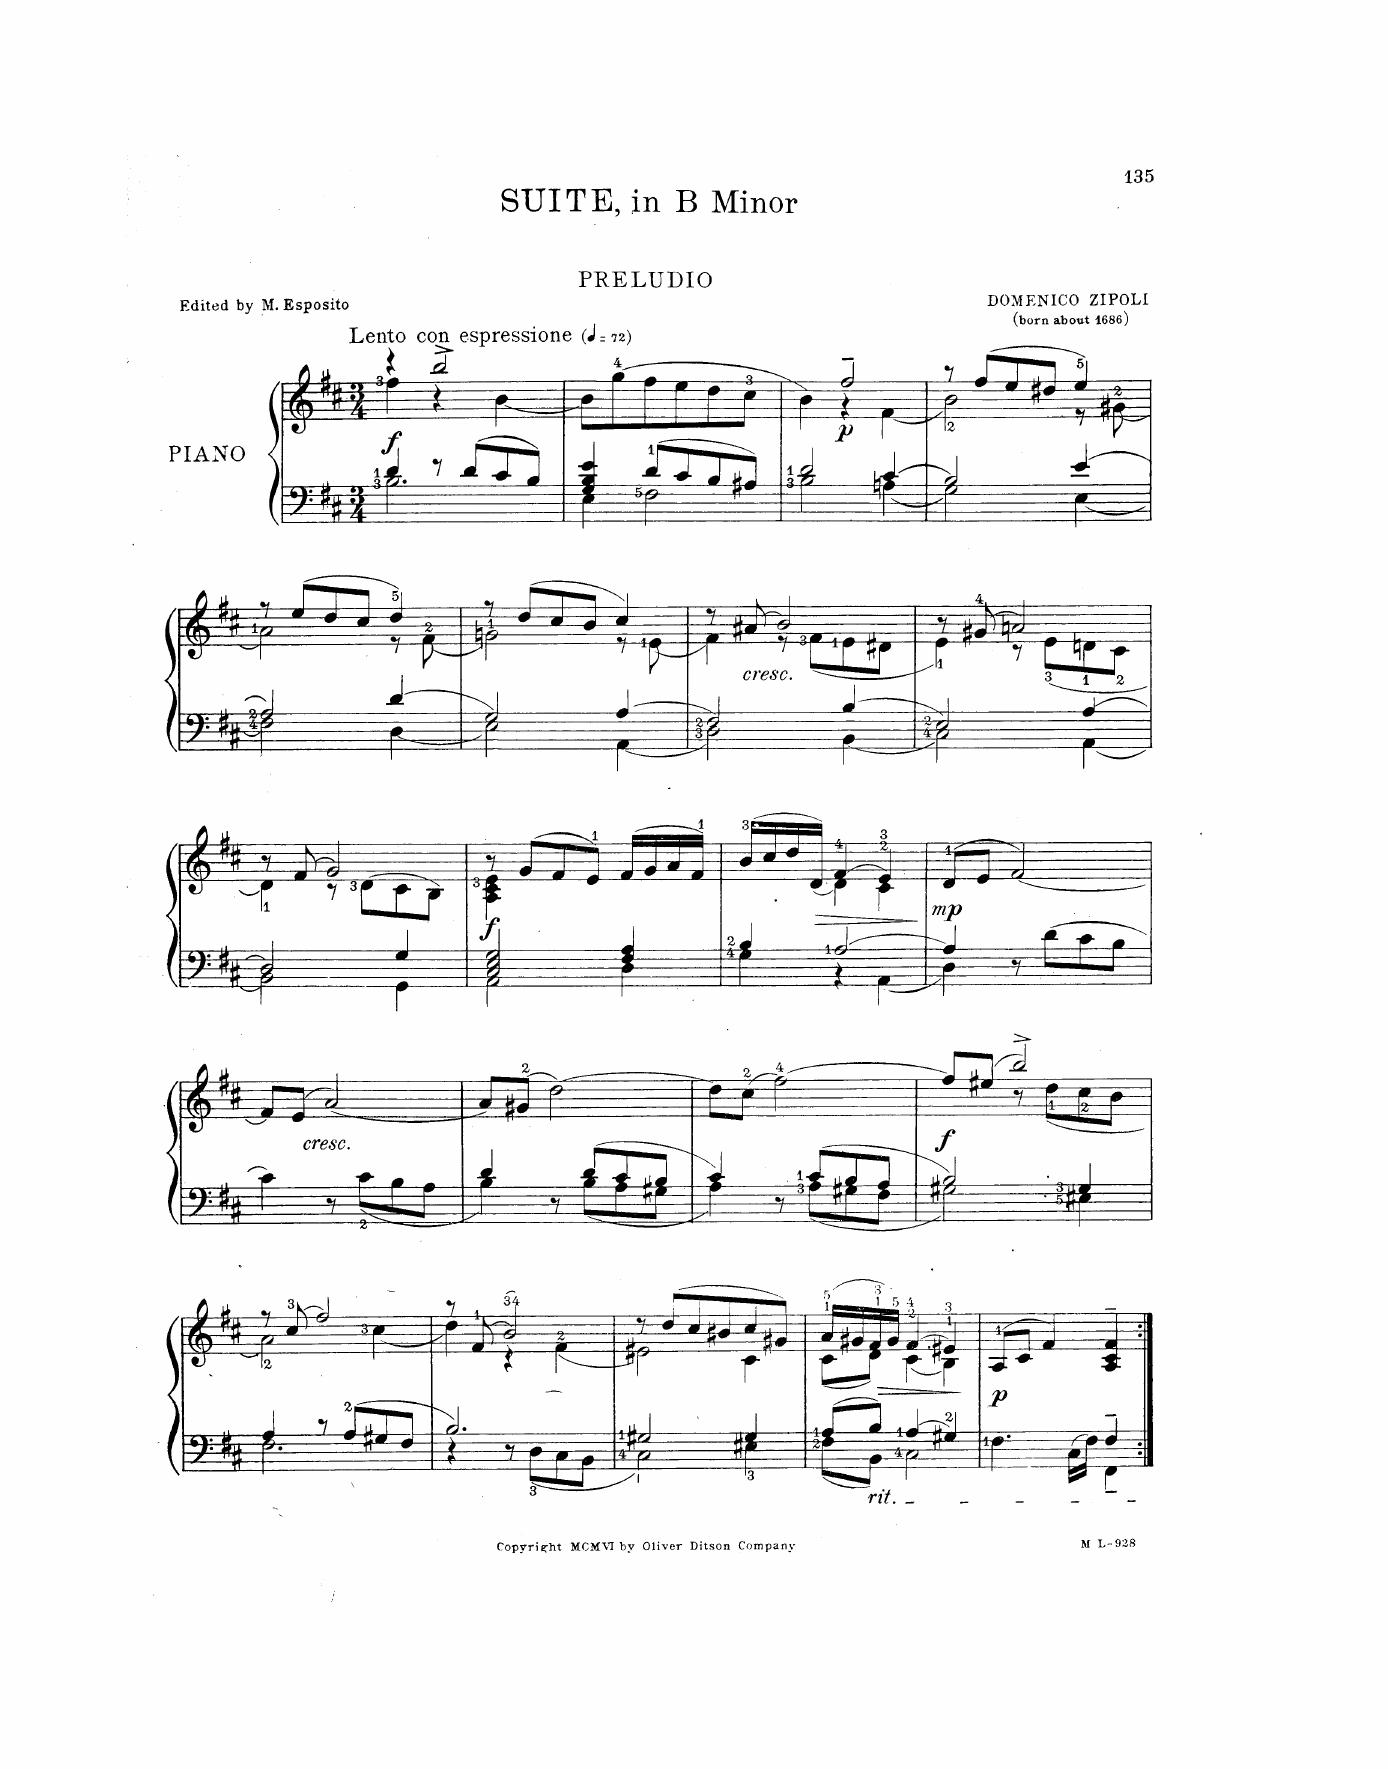 135
SUITE, in B Minor
PRELUDIO
Edited by M. Esposito
DOMENICO ZIPOLI
(born about 1686)
Lento con espressione (♩= 72)
PIANO
f
p
cresc.
f
mp
cresc.
f
p
rit.
Copyright MCMVI by Oliver Ditson Company
M L-928